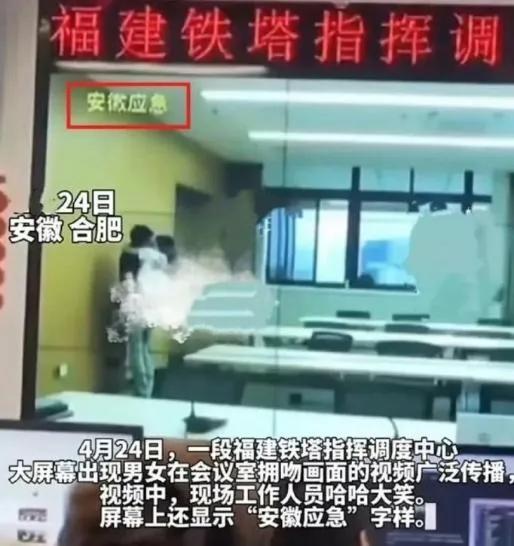 福建铁塔指挥调
安徽应急
24日
安徽 合肥
4月24日，一段福建铁塔指挥调度中心
大屏幕出现男女在会议室拥吻画面的视频广泛传播，
视频中，现场工作人员哈哈大笑。
屏幕上还显示“安徽应急”字样。